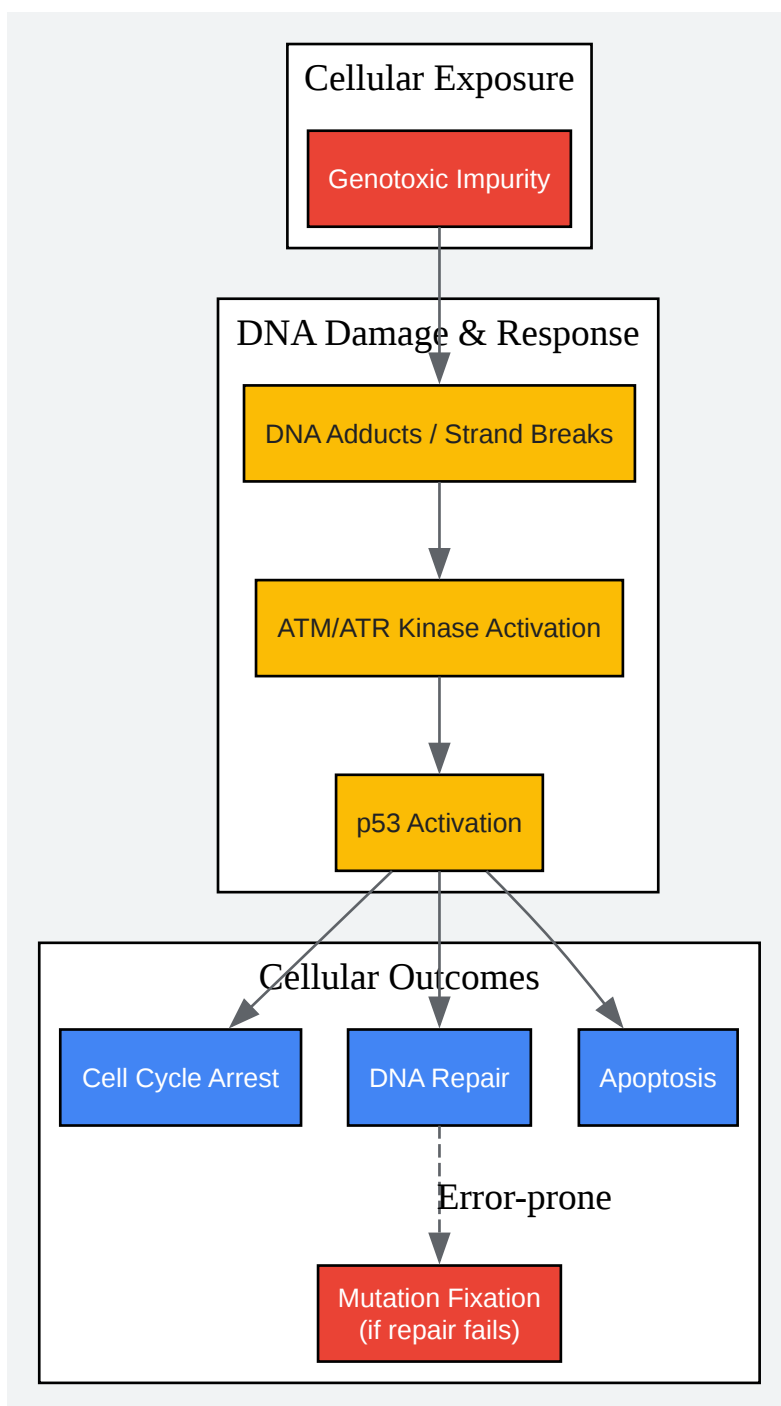 Cellular Exposure
Genotoxic Impurity
DNA Damage & Response
DNA Adducts / Strand Breaks
ATM/ATR Kinase Activation
p53 Activation
Cellular Outcomes
Cell Cycle Arrest
DNA Repair
Apoptosis
Error-prone
Mutation Fixation
(if repair fails)